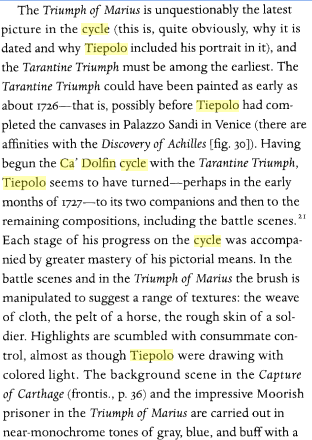 The Triumph of Marius is unquestionably the latest
picture in the cycle (this is, quite obviously, why it is
dated and why Tiepolo included his portrait in it), and
the Tarantine Triumph must be among the earliest. The
Tarantine Triumph could have been painted as early as
about 1726—that is, possibly before Tiepolo had com-
pleted the canvases in Palazzo Sandi in Venice (there are
affinities with the Discovery of Achilles [fig. 30]). Having
begun the Ca' Dolfin cycle with the Tarantine Triumph,
Tiepolo seems to have turned—perhaps in the early
months of 1727—to its two companions and then to the
remaining compositions, including the battle scenes.21
Each stage of his progress on the cycle was accompa-
nied by greater mastery of his pictorial means. In the
battle scenes and in the Triumph of Marius the brush is
manipulated to suggest a range of textures: the weave
of cloth, the pelt of a horse, the rough skin of a sol-
dier. Highlights are scumbled with consummate con-
trol, almost as though Tiepolo were drawing with
colored light. The background scene in the Capture
of Carthage (frontis., p. 36) and the impressive Moorish
prisoner in the Triumph of Marius are carried out in
near-monochrome tones of gray, blue, and buff with a